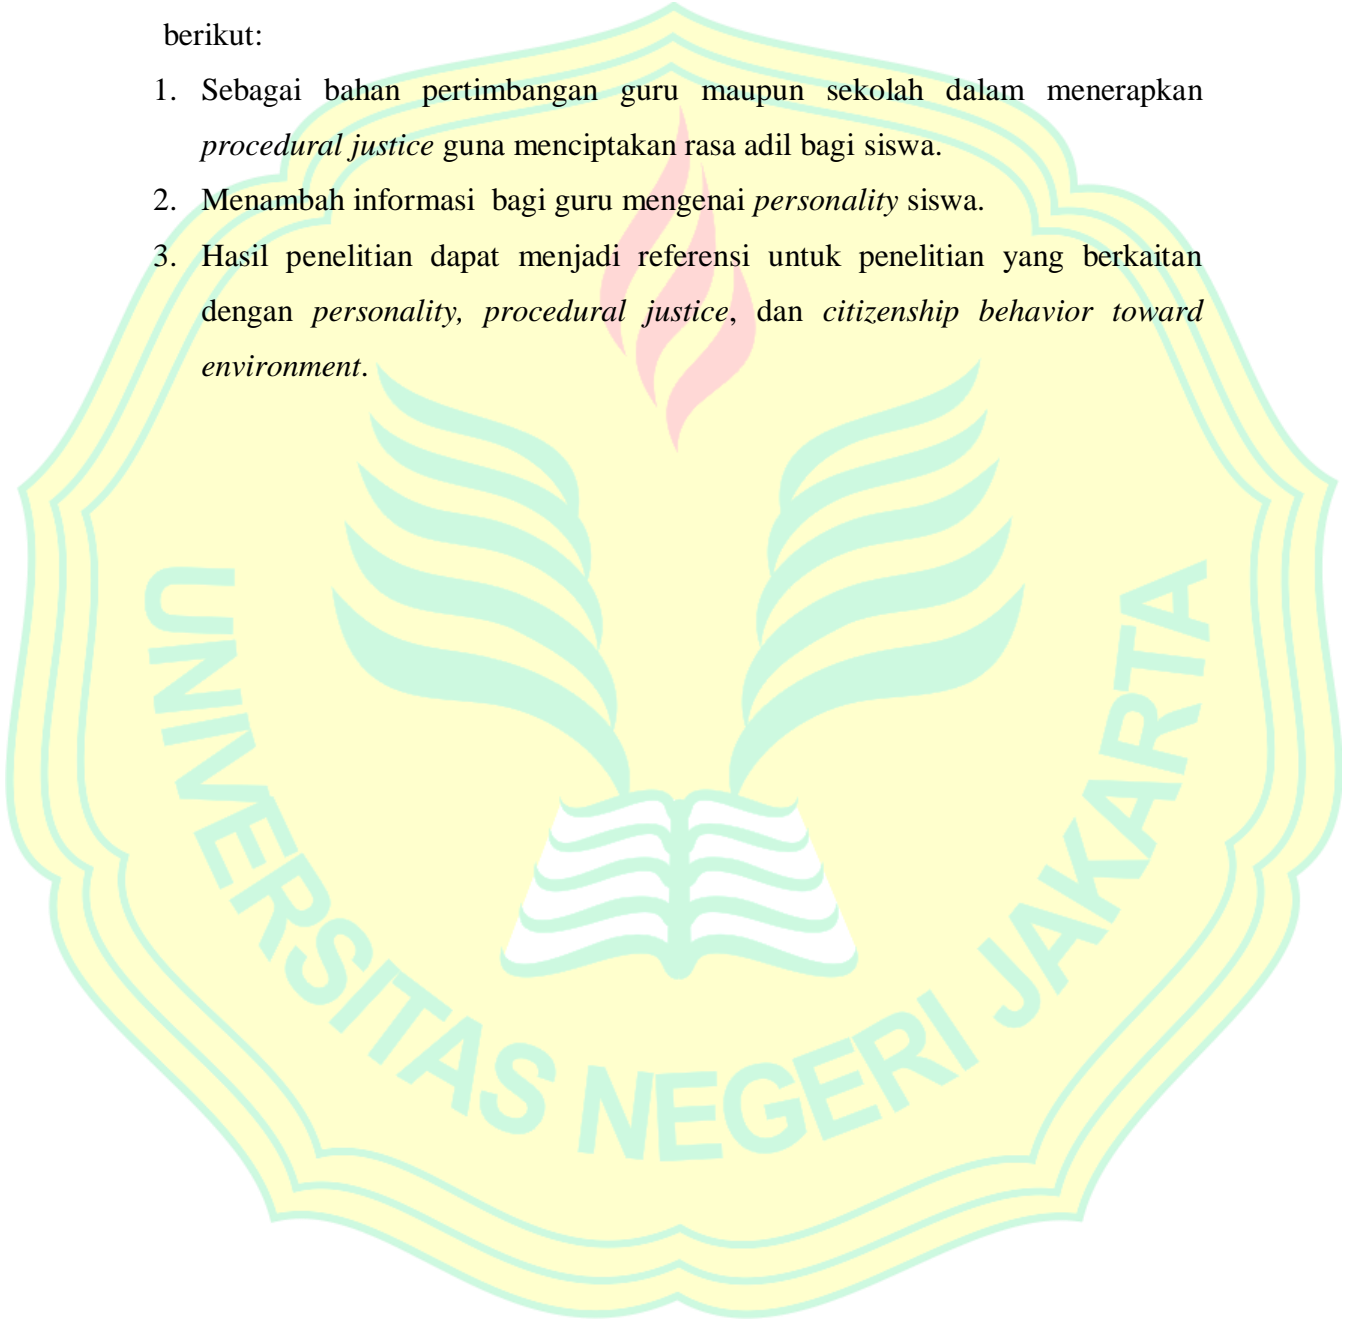 berikut:
1. Sebagai bahan pertimbangan guru maupun sekolah dalam menerapkan
procedural justice guna menciptakan rasa adil bagi siswa.
2. Menambah informasi bagi guru mengenai personality siswa.
3. Hasil penelitian dapat menjadi referensi untuk penelitian yang berkaitan
dengan personality, procedural justice, dan citizenship behavior toward
environment.
UNIVERSITAS NEGERI JAKARTA